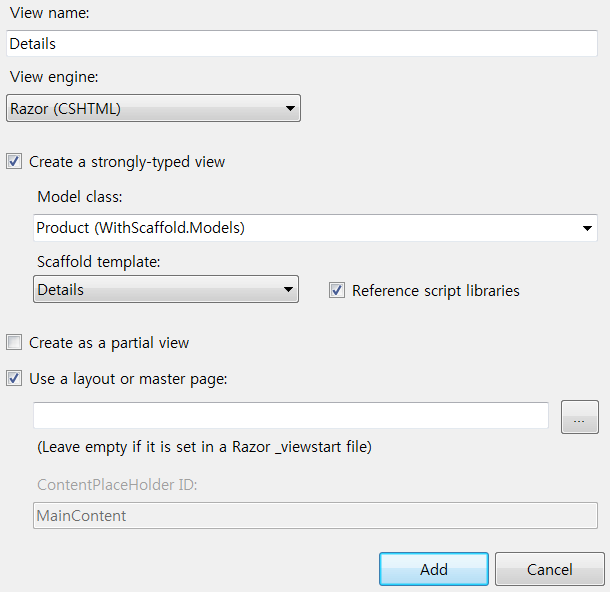 View name:
Details
View engine:
Razor (CSHTML)
Create a strongly-typed view
Model class:
Product (WithScaffold.Models)
Scaffold template:
Details
Reference script libraries
Create as a partial view
Use a layout or master page:
...
(Leave empty if it is set in a Razor _viewstart file)
ContentPlaceHolder ID:
MainContent
Add
Cancel